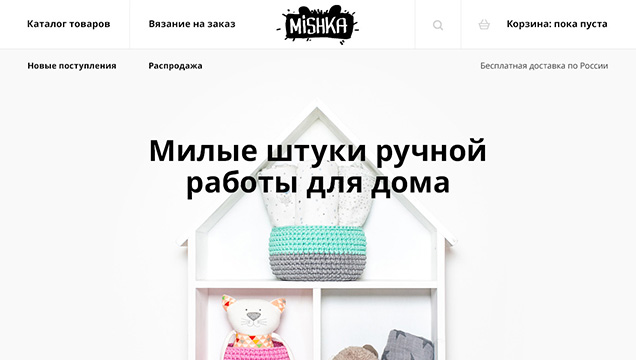 Каталог товаров
Вязание на заказ
MiSHKA
Корзина: пока пуста
Новые поступления
Распродажа
Бесплатная доставка по России
Милые штуки ручной
работы для дома